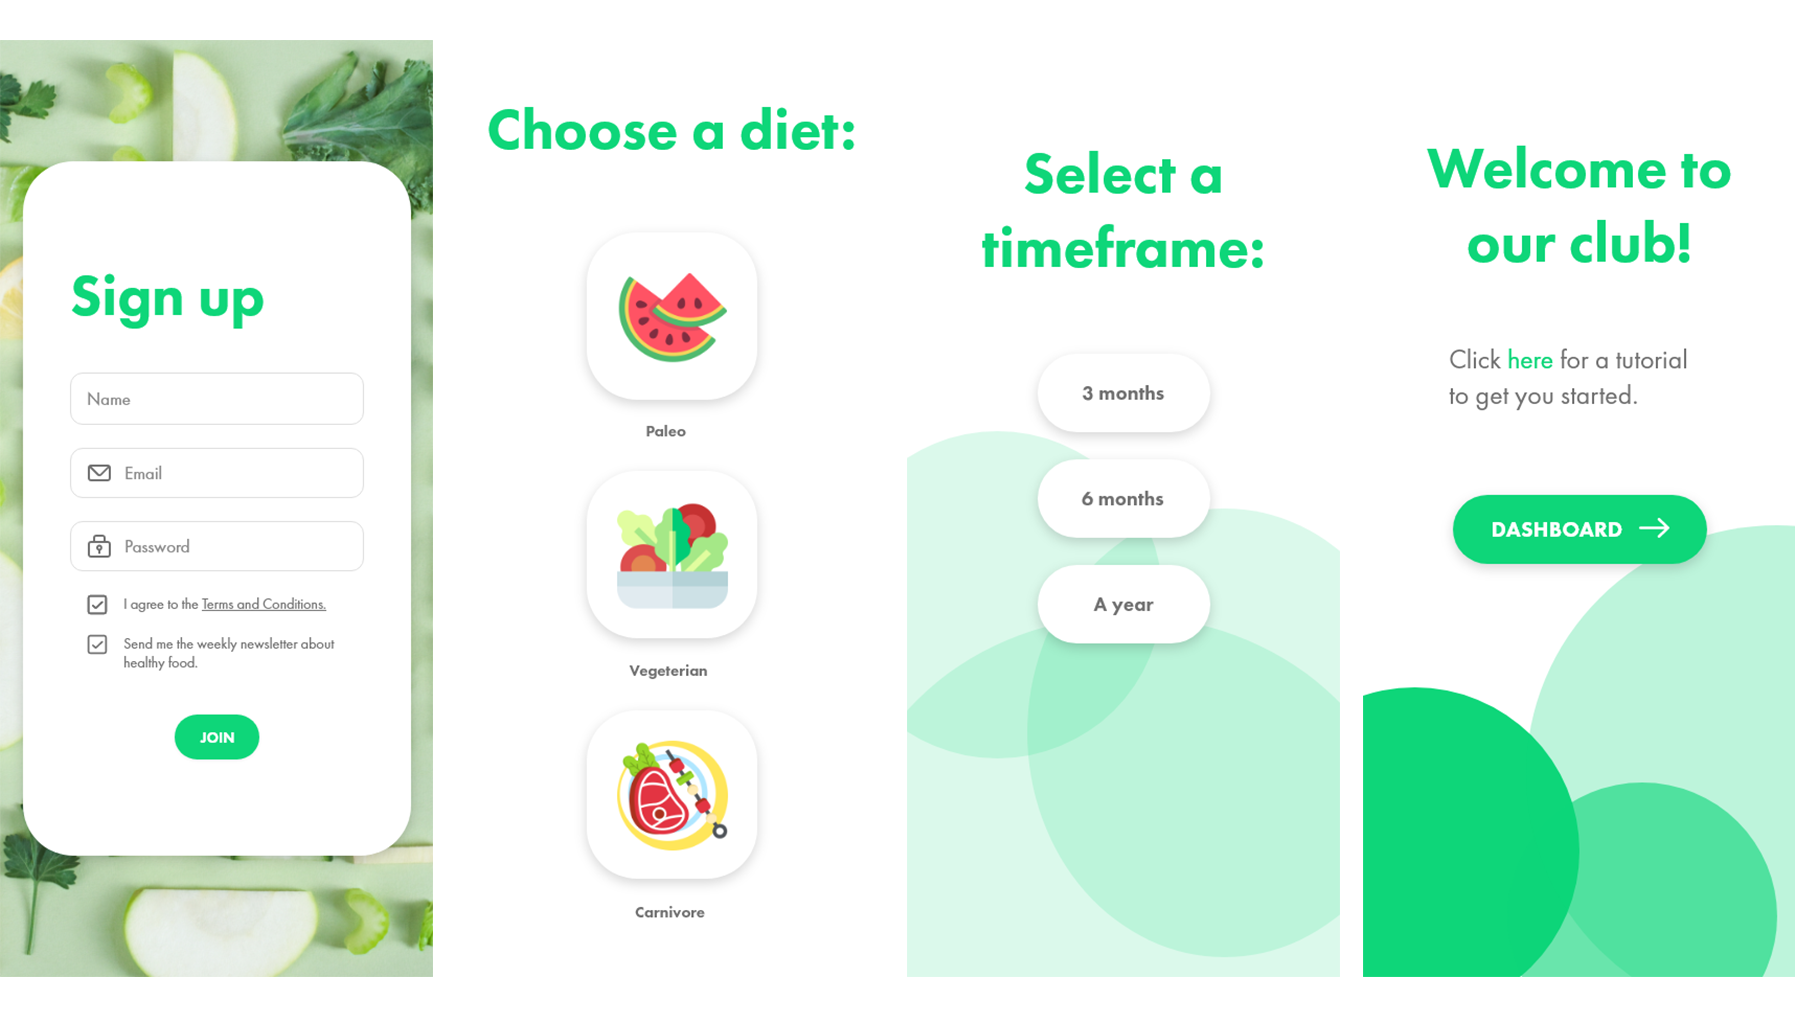 Sign up
Name
Email
Password
I agree to the Terms and Conditions.
Send me the weekly newsletter about
healthy food.
JOIN
Choose a diet:
Paleo
Vegeterian
Carnivore
Select a
timeframe:
3 months
6 months
A year
Welcome to
our club!
Click here for a tutorial
to get you started.
DASHBOARD